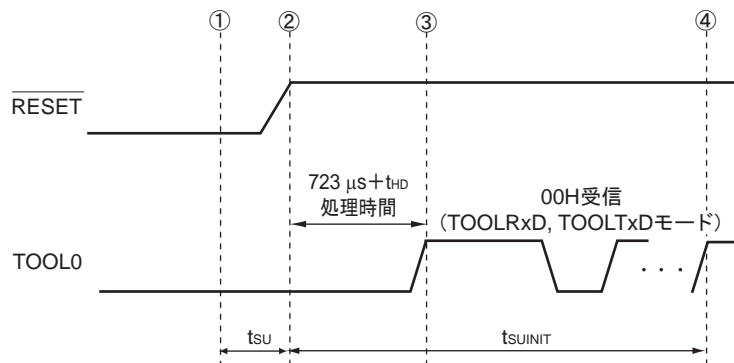 ① ② ③ ④
RESET
723 μs＋tHD
処理時間
00H受信
（TOOLRxD, TOOLTxDモード）
TOOL0
・・・
tSU
tSUINIT